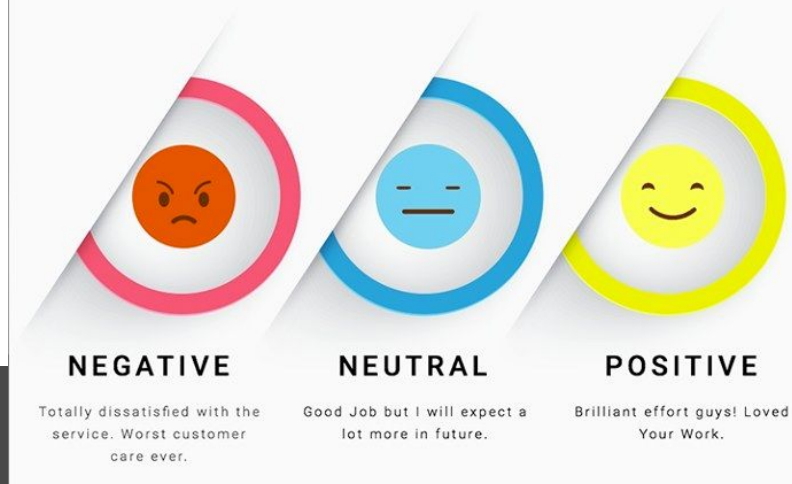 NEGATIVE
Totally dissatisfied with the
service. Worst customer
care ever.
NEUTRAL
Good Job but I will expect a
lot more in future.
POSITIVE
Brilliant effort guys! Loved
Your Work.